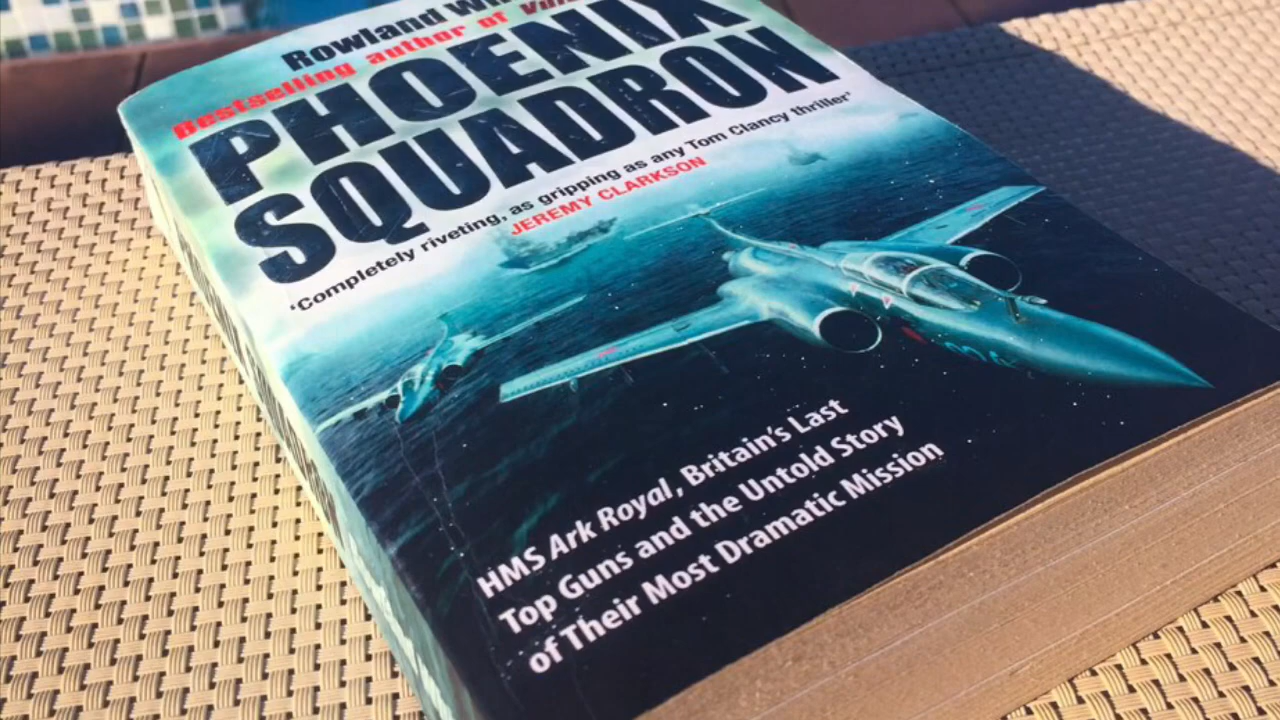 Rowland
Bestselling author of
PHOENIX
SQUADRON
‘Completely riveting, as gripping as any Tom Clancy thriller’
JEREMY CLARKSON
HMS Ark Royal, Britain's Last
Top Guns and the Untold Story
of Their Most Dramatic Mission